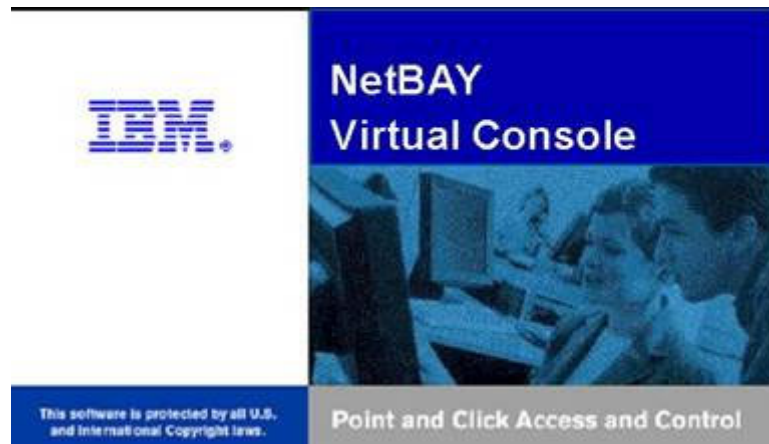 IBM®
NetBAY
Virtual Console
This software is protected by all U.S.
and International Copyright laws.
Point and Click Access and Control